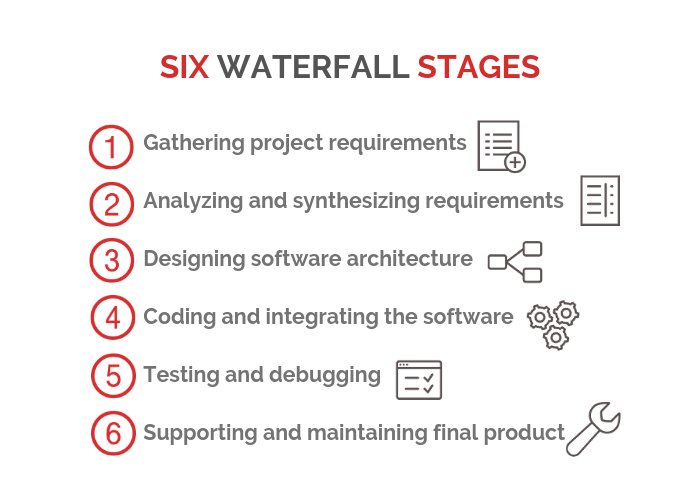 SIX WATERFALL STAGES
1 Gathering project requirements
2 Analyzing and synthesizing requirements
3 Designing software architecture
4 Coding and integrating the software
5 Testing and debugging
6 Supporting and maintaining final product